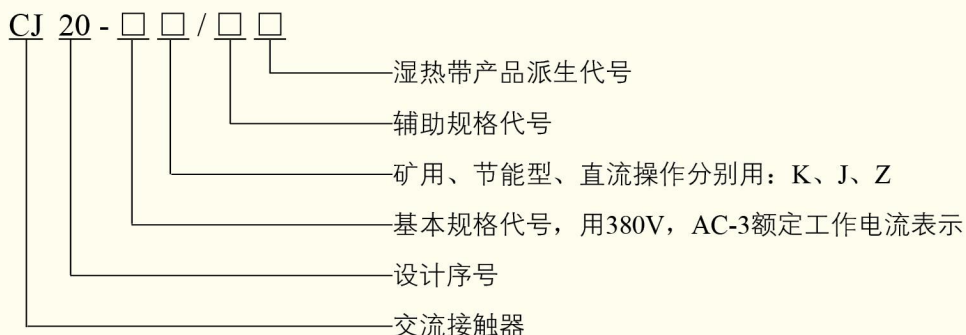 CJ 20 - □ □ / □ □
湿热带产品派生代号
辅助规格代号
矿用、节能型、直流操作分别用：K、J、Z
基本规格代号，用380V，AC-3额定工作电流表示
设计序号
交流接触器